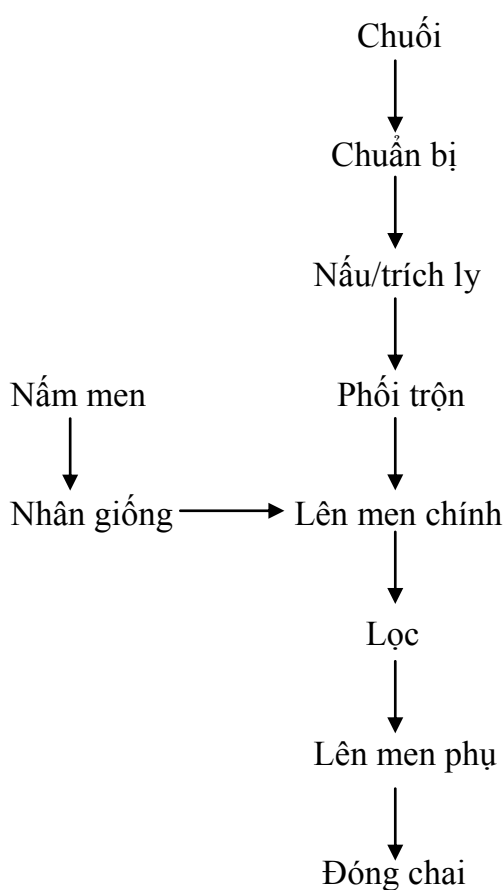 Chuối
Chuẩn bị
Nấu/trích ly
Nấm men
Phối trộn
Nhân giống
Lên men chính
Lọc
Lên men phụ
Đóng chai